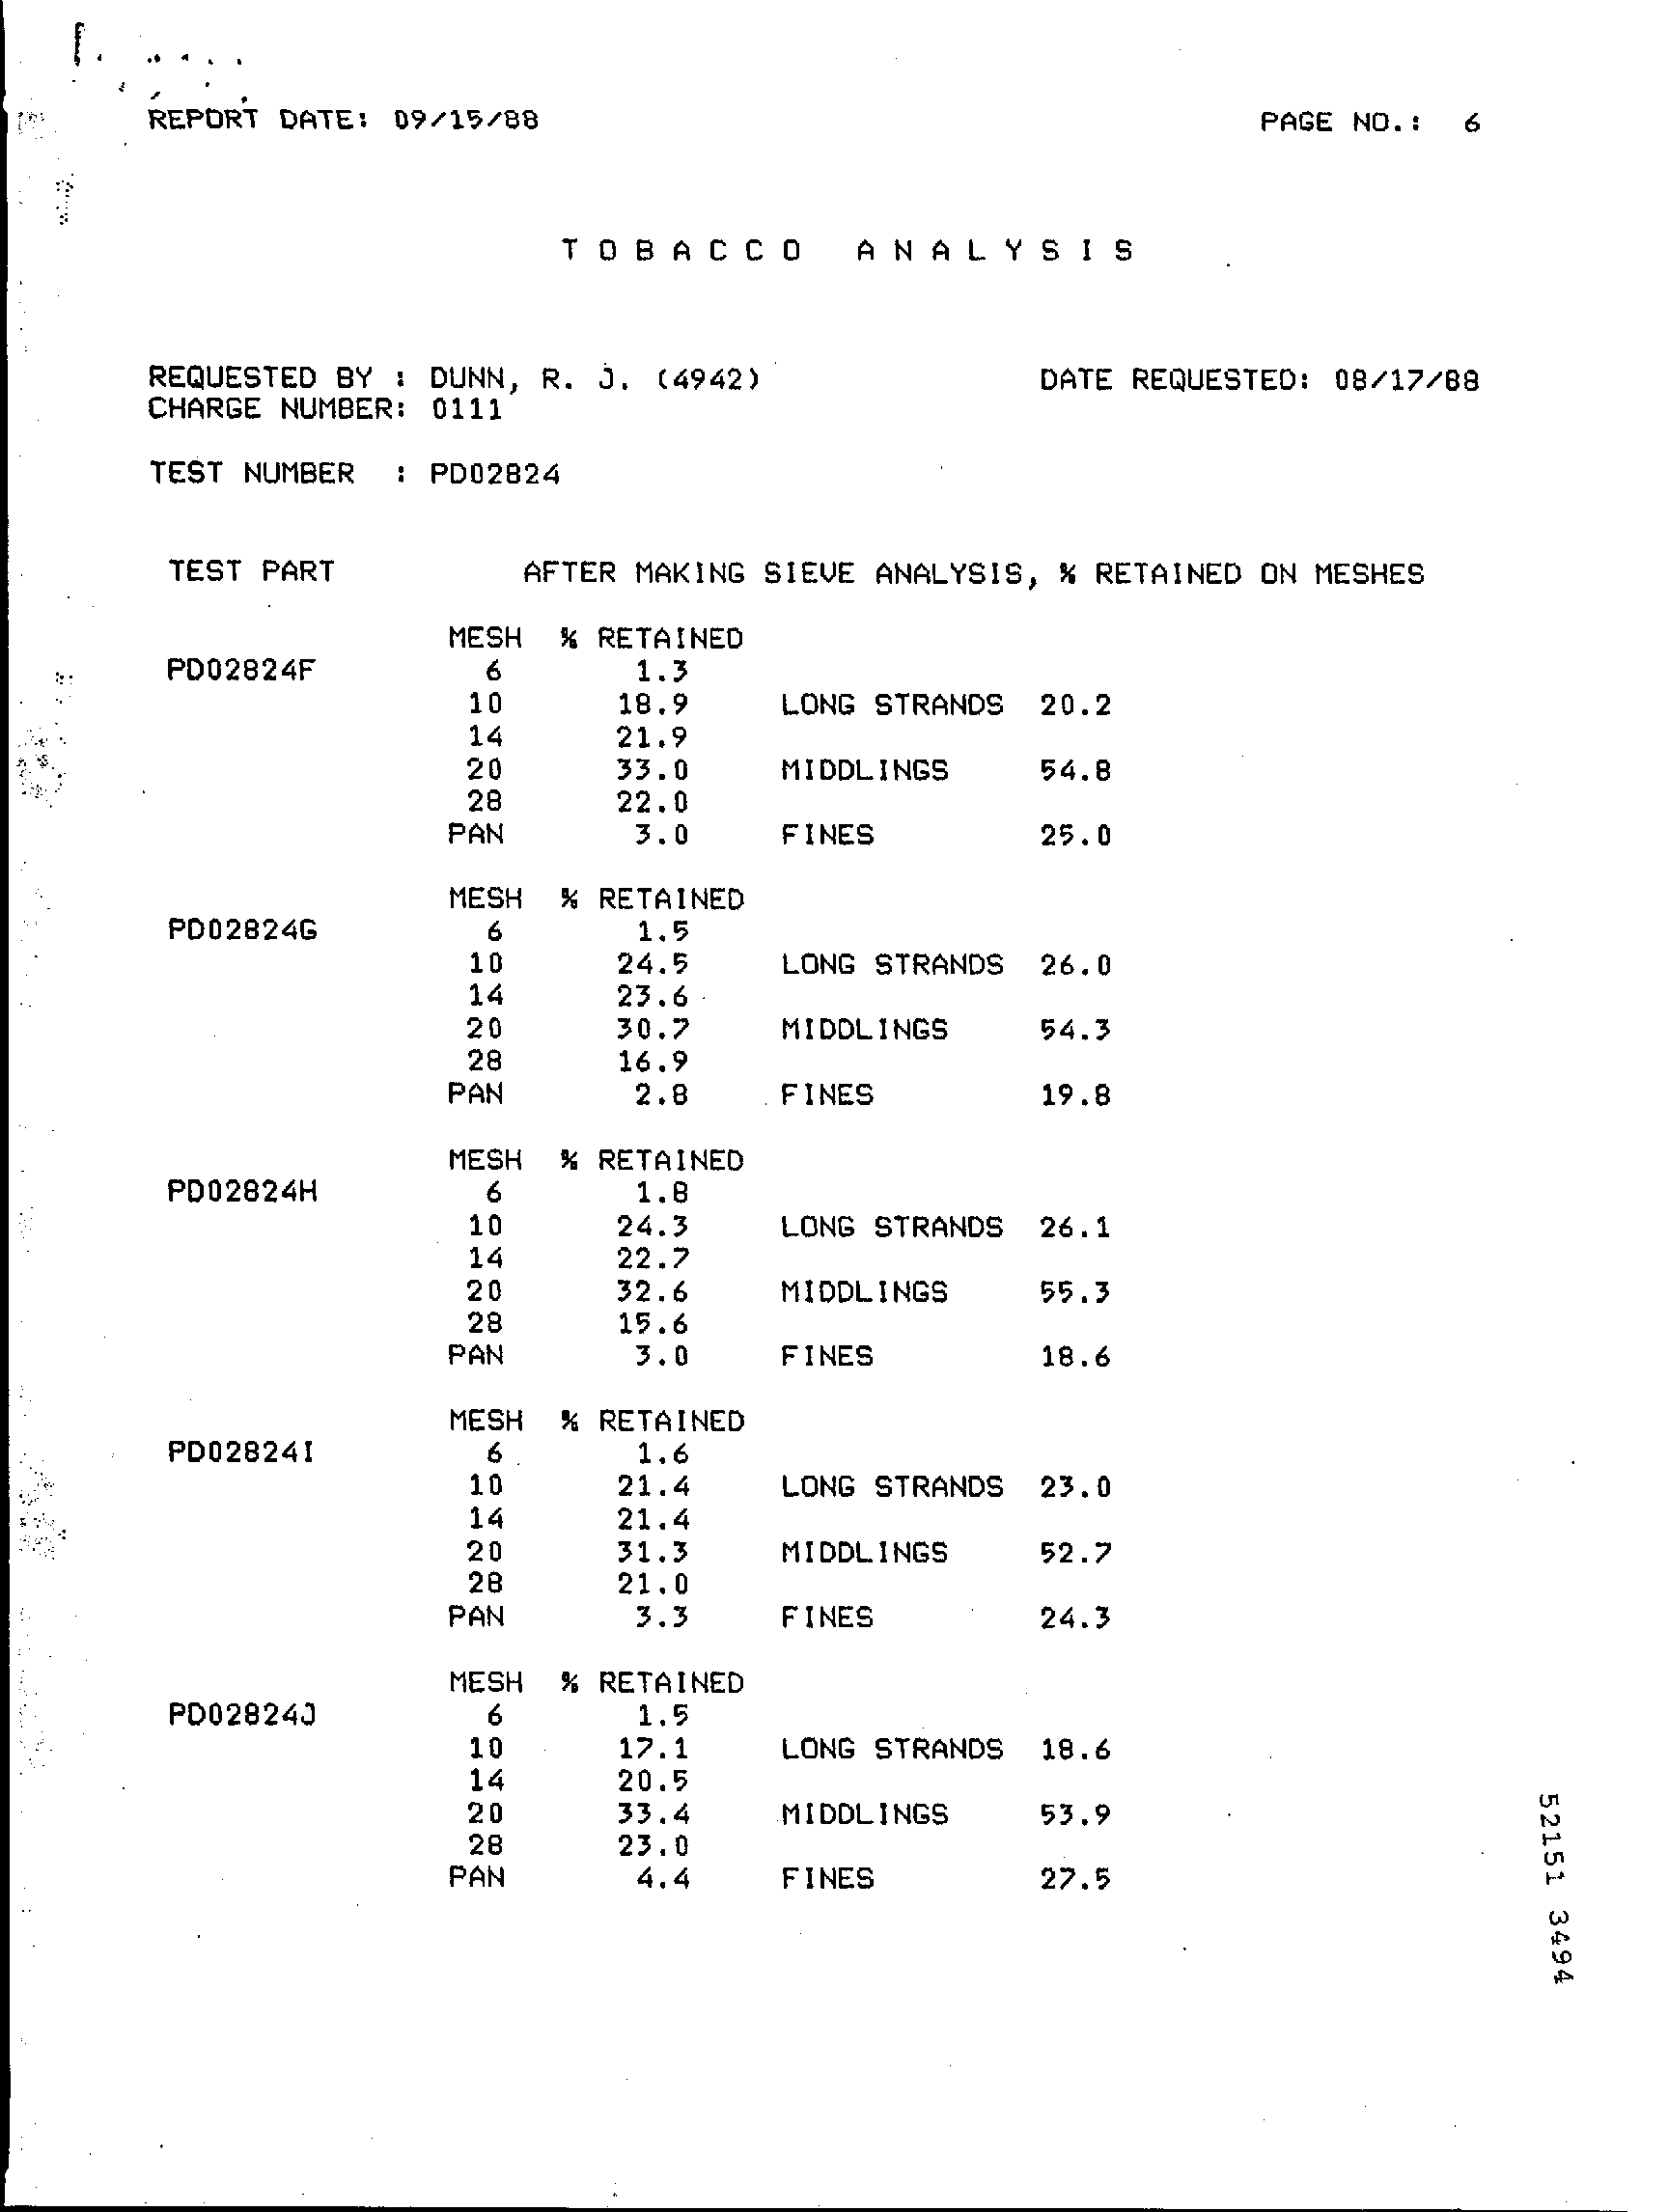 REPORT DATE: 09/15/88 PAGE NO.: 6
TOBACCO ANALYSIS
REQUESTED BY : DUNN, R. J. (4942) DATE REQUESTED: 08/17/88
CHARGE NUMBER: 0111
TEST NUMBER : PD02824
TEST PART AFTER MAKING SIEVE ANALYSIS, % RETAINED ON MESHES
MESH % RETAINED
PD02824F 6 1.3
10 18.9 LONG STRANDS 20.2
14 21.9
20 33.0 MIDDLINGS 54.8
28 22.0
PAN 3.0 FINES 25.0
MESH % RETAINED
PD02824G 6 1.5
10 24.5 LONG STRANDS 26.0
14 23.6
20 30.7 MIDDLINGS 54.3
28 16.9
PAN 2.8 FINES 19.8
MESH % RETAINED
PD02824H 6 1.8
10 24.3 LONG STRANDS 26.1
14 22.7
20 32.6 MIDDLINGS 55.3
28 15.6
PAN 3.0 FINES 18.6
MESH % RETAINED
PD02824I 6 1.6
10 21.4 LONG STRANDS 23.0
14 21.4
20 31.3 MIDDLINGS 52.7
28 21.0
PAN 3.3 FINES 24.3
MESH % RETAINED
PD02824J 6 1.5
10 17.1 LONG STRANDS 18.6
14 20.5
20 33.4 MIDDLINGS 53.9
28 23.0
PAN 4.4 FINES 27.5
52151 3494